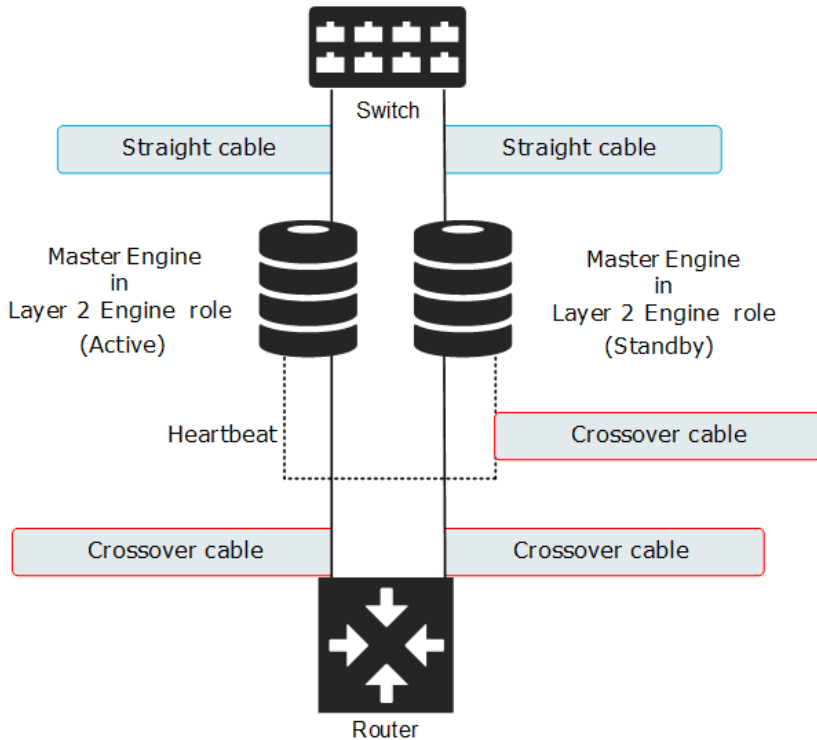 Switch
Straight cable
Straight cable
Master Engine
in
Layer 2 Engine role
(Active)
Master Engine
in
Layer 2 Engine role
(Standby)
Heartbeat
Crossover cable
Crossover cable
Crossover cable
Router